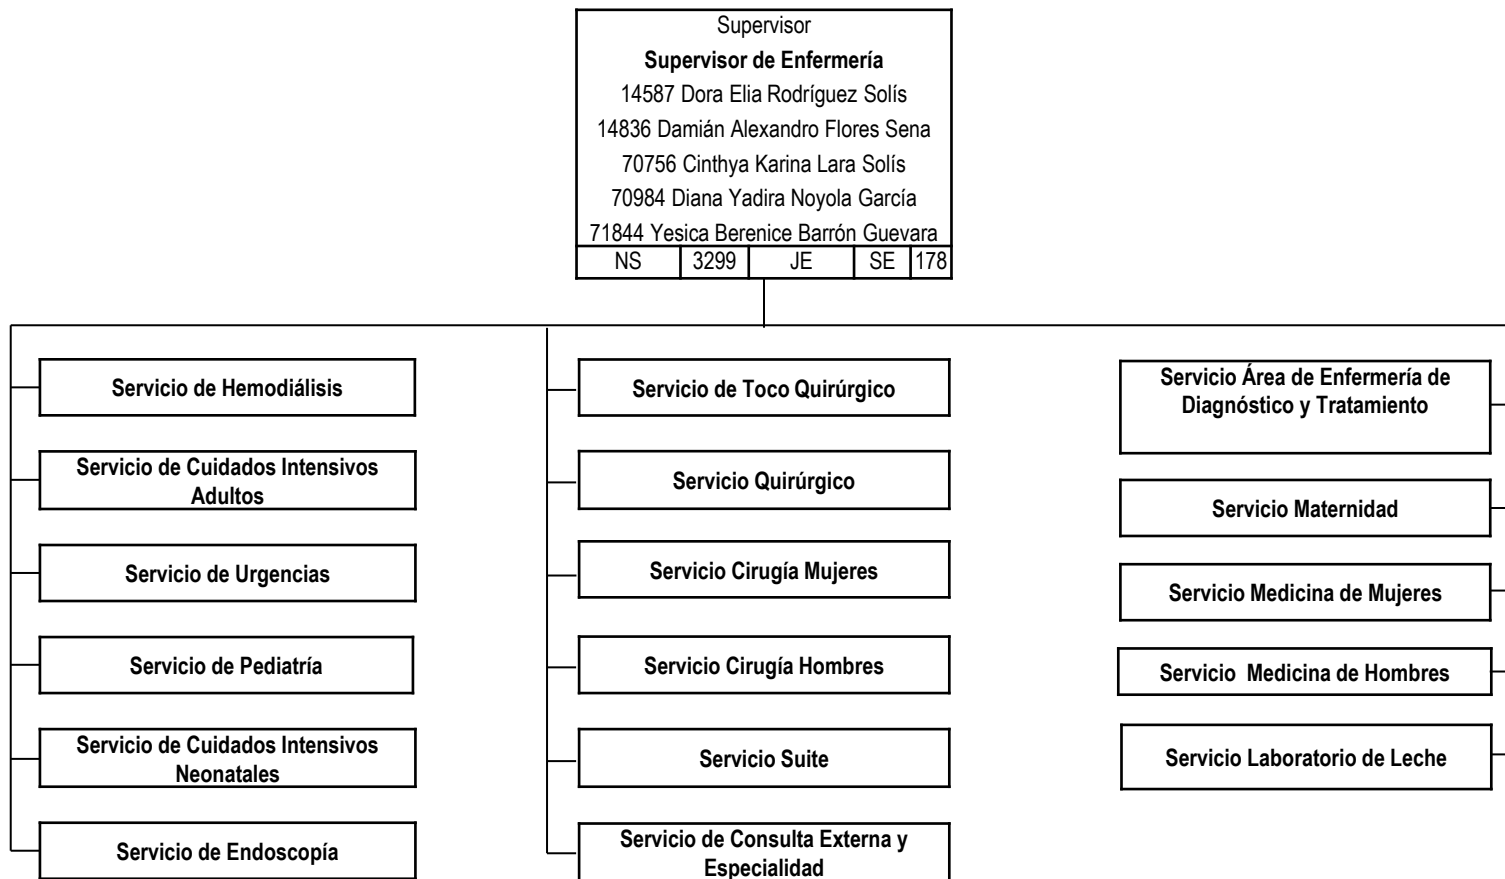 Supervisor
Supervisor de Enfermería
14587 Dora Elia Rodríguez Solís
14836 Damián Alexandro Flores Sena
70756 Cinthya Karina Lara Solís
70984 Diana Yadira Noyola García
71844 Yesica Berenice Barrón Guevara
NS 3299 JE SE 178
Servicio de Hemodiálisis
Servicio de Cuidados Intensivos
Adultos
Servicio de Urgencias
Servicio de Pediatría
Servicio de Cuidados Intensivos
Neonatales
Servicio de Endoscopía
Servicio de Toco Quirúrgico
Servicio Quirúrgico
Servicio Cirugía Mujeres
Servicio Cirugía Hombres
Servicio Suite
Servicio de Consulta Externa y
Especialidad
Servicio Área de Enfermería de
Diagnóstico y Tratamiento
Servicio Maternidad
Servicio Medicina de Mujeres
Servicio  Medicina de Hombres
Servicio Laboratorio de Leche